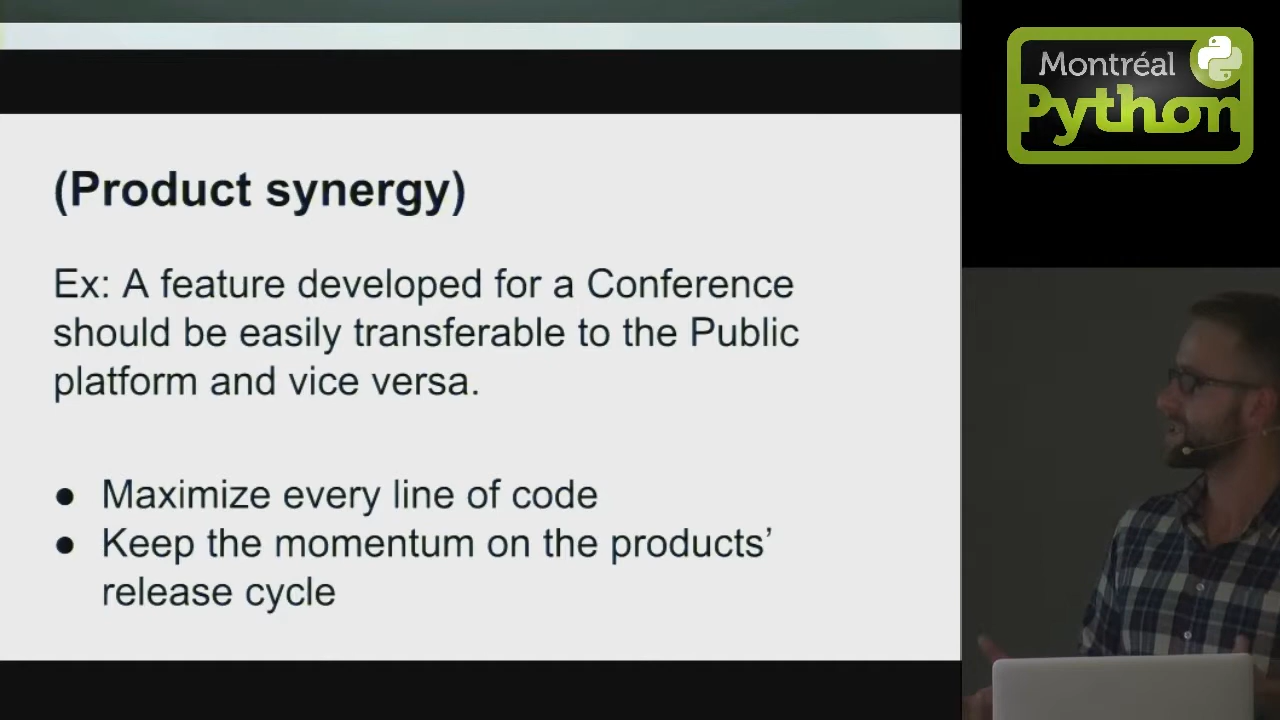 (Product synergy)
Ex: A feature developed for a Conference
should be easily transferable to the Public
platform and vice versa.
● Maximize every line of code
● Keep the momentum on the products’
release cycle
Montréal
Python